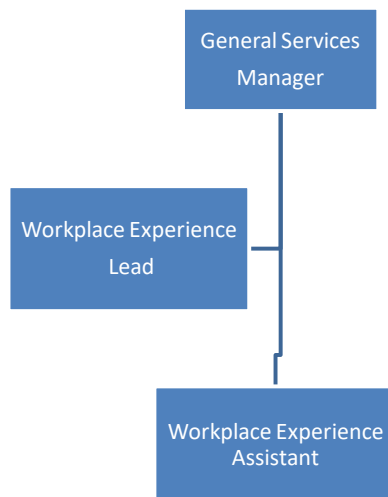 General Services
Manager
Workplace Experience
Lead
Workplace Experience
Assistant